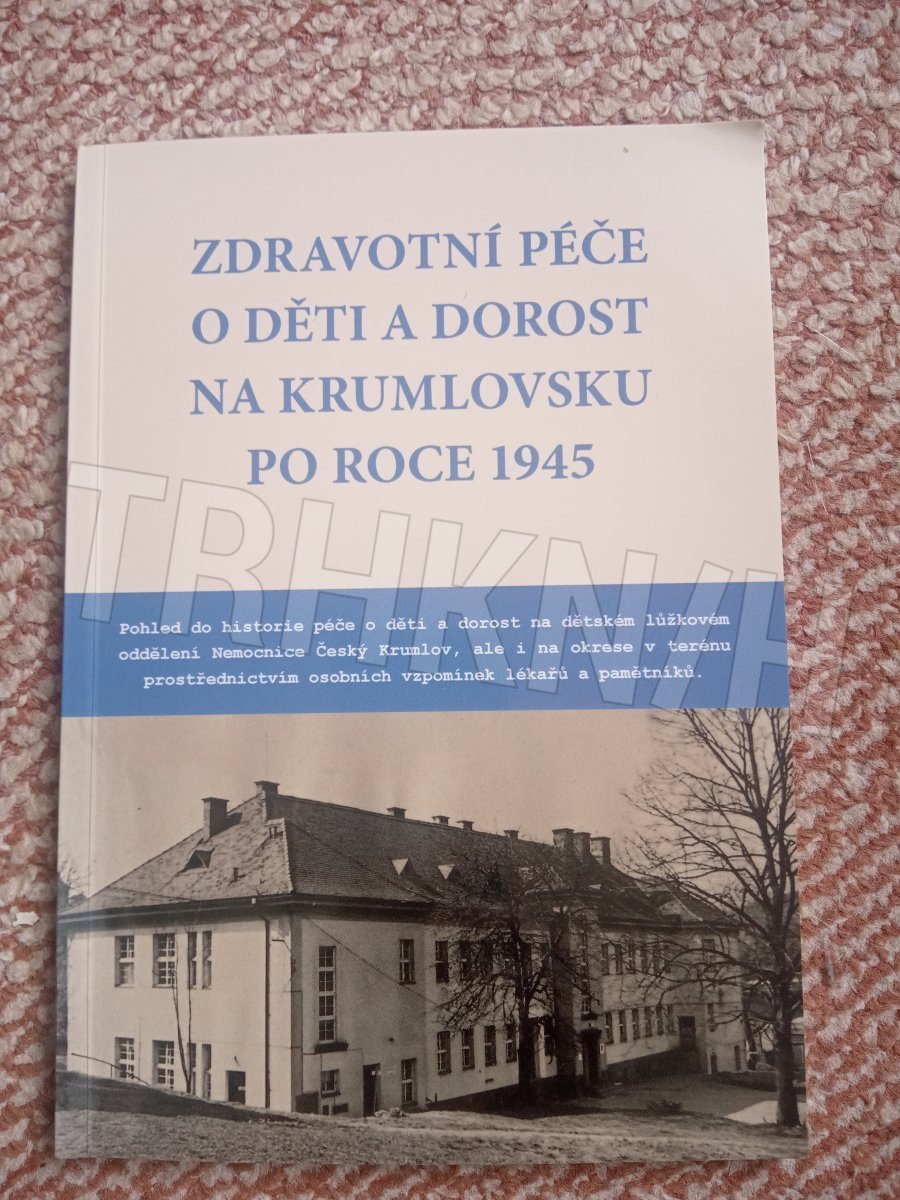 ZDRAVOTNÍ PÉČE
O DĚTI A DOROST
NA KRUMLOVSKU
PO ROCE 1945
TRHKNIH
Pohled do historie péče o děti a dorost na dětském lůžkovém
oddělení Nemocnice Český Krumlov, ale i na okrese v terénu
prostřednictvím osobních vzpomínek lékařů a pamětníků.